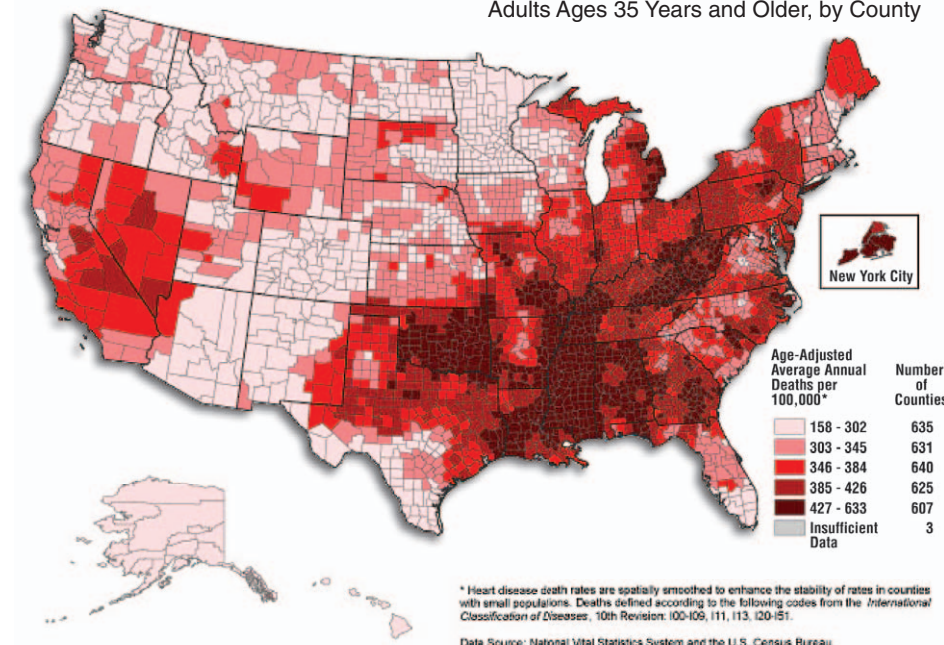 Adults Ages 35 Years and Older, by County
New York City
Age-Adjusted
Average Annual
Deaths per
100,000*
Number
of
Counties
158 - 302 635
303 - 345 631
346 - 384 640
385 - 426 625
427 - 633 607
Insufficient 3
Data
* Heart disease death rates are spatially smoothed to enhance the stability of rates in counties
with small populations. Deaths defined according to the following codes from the International
Classification of Diseases, 10th Revision: I00-I09, I11, I13, I20-I51.
Data Source: National Vital Statistics System and the U.S. Census Bureau.